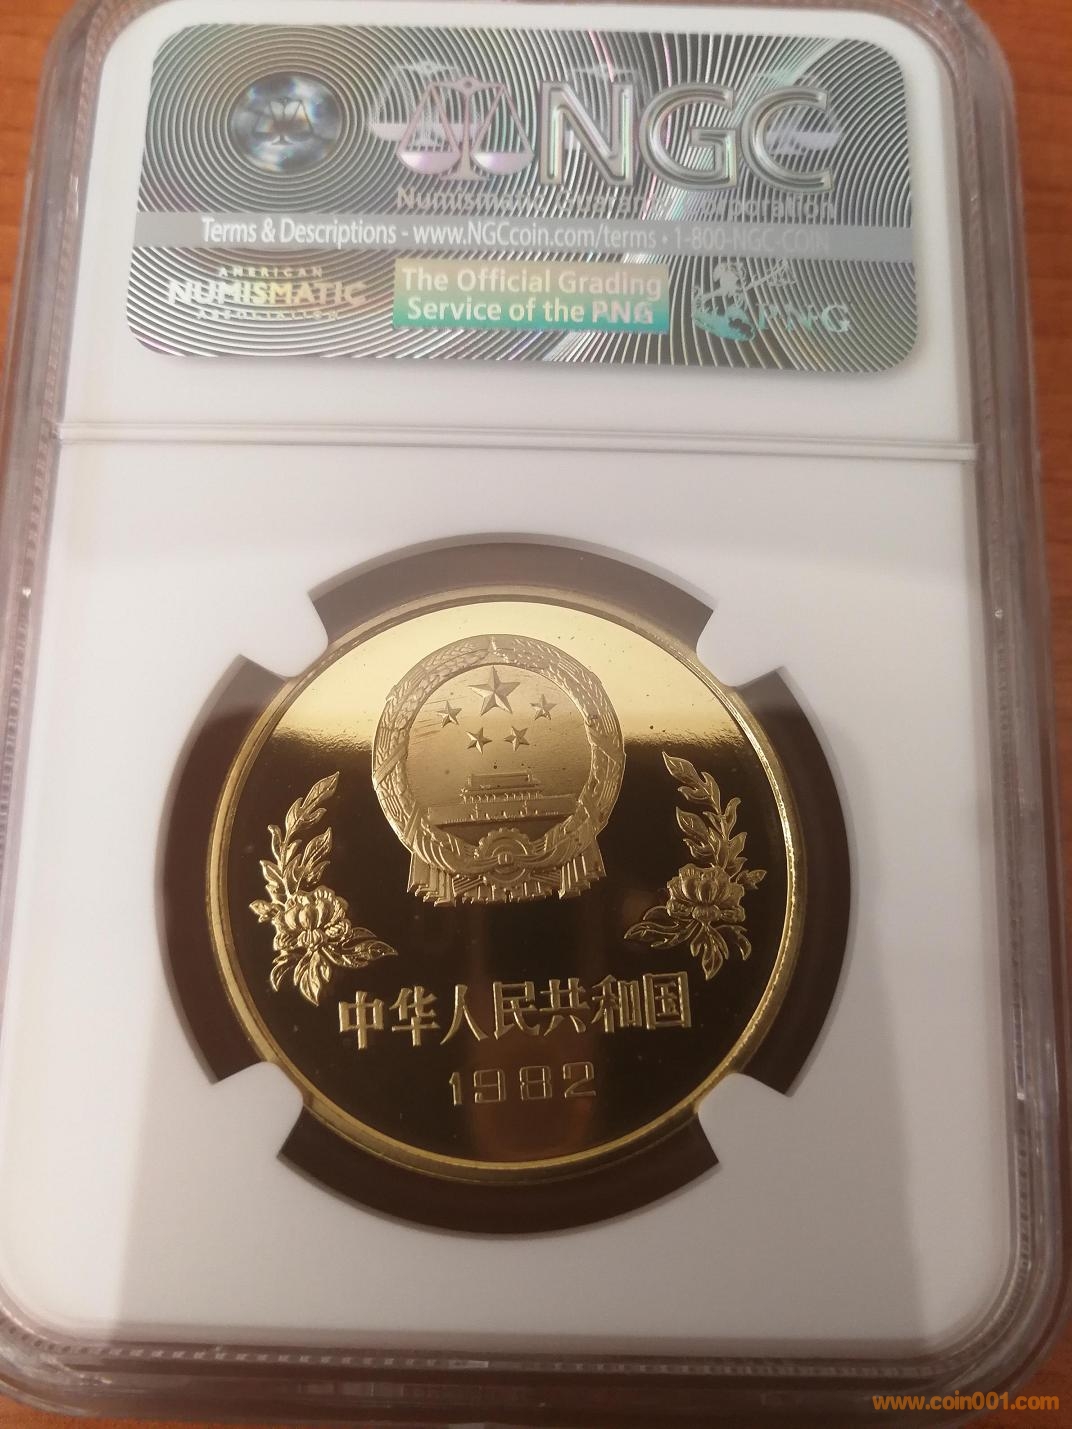 NGC
Numismatic Guaranty Corporation
Terms & Descriptions - www.NGCcoin.com/terms • 1-800-NGC-COIN
AMERICAN
NUMISMATIC
ASSOCIATION
The Official Grading
Service of the PNG
PNG
中华人民共和国
1982
www.coin001.com